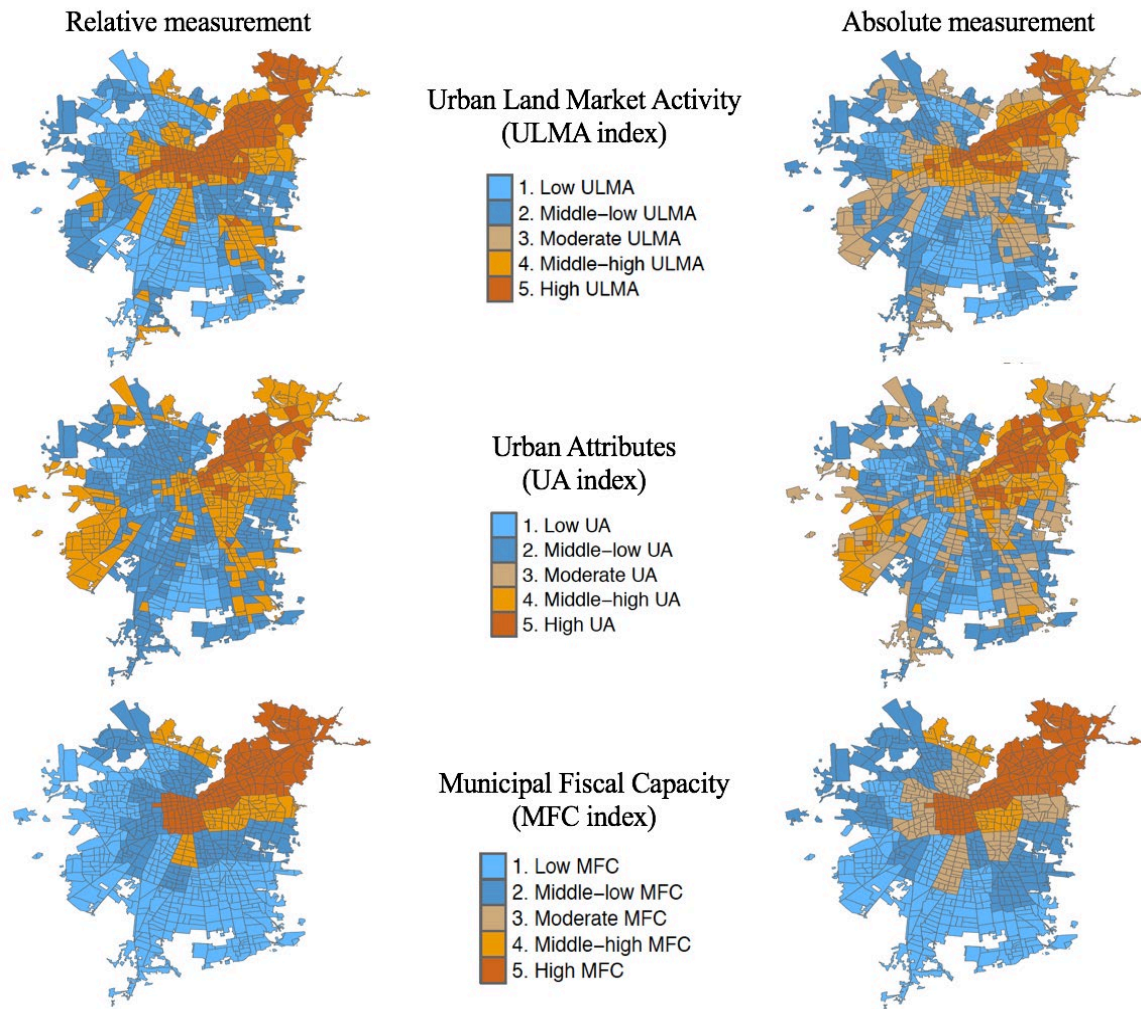 Relative measurement
Absolute measurement
Urban Land Market Activity
(ULMA index)
1. Low ULMA
2. Middle-low ULMA
3. Moderate ULMA
4. Middle-high ULMA
5. High ULMA
Urban Attributes
(UA index)
1. Low UA
2. Middle-low UA
3. Moderate UA
4. Middle-high UA
5. High UA
Municipal Fiscal Capacity
(MFC index)
1. Low MFC
2. Middle-low MFC
3. Moderate MFC
4. Middle-high MFC
5. High MFC